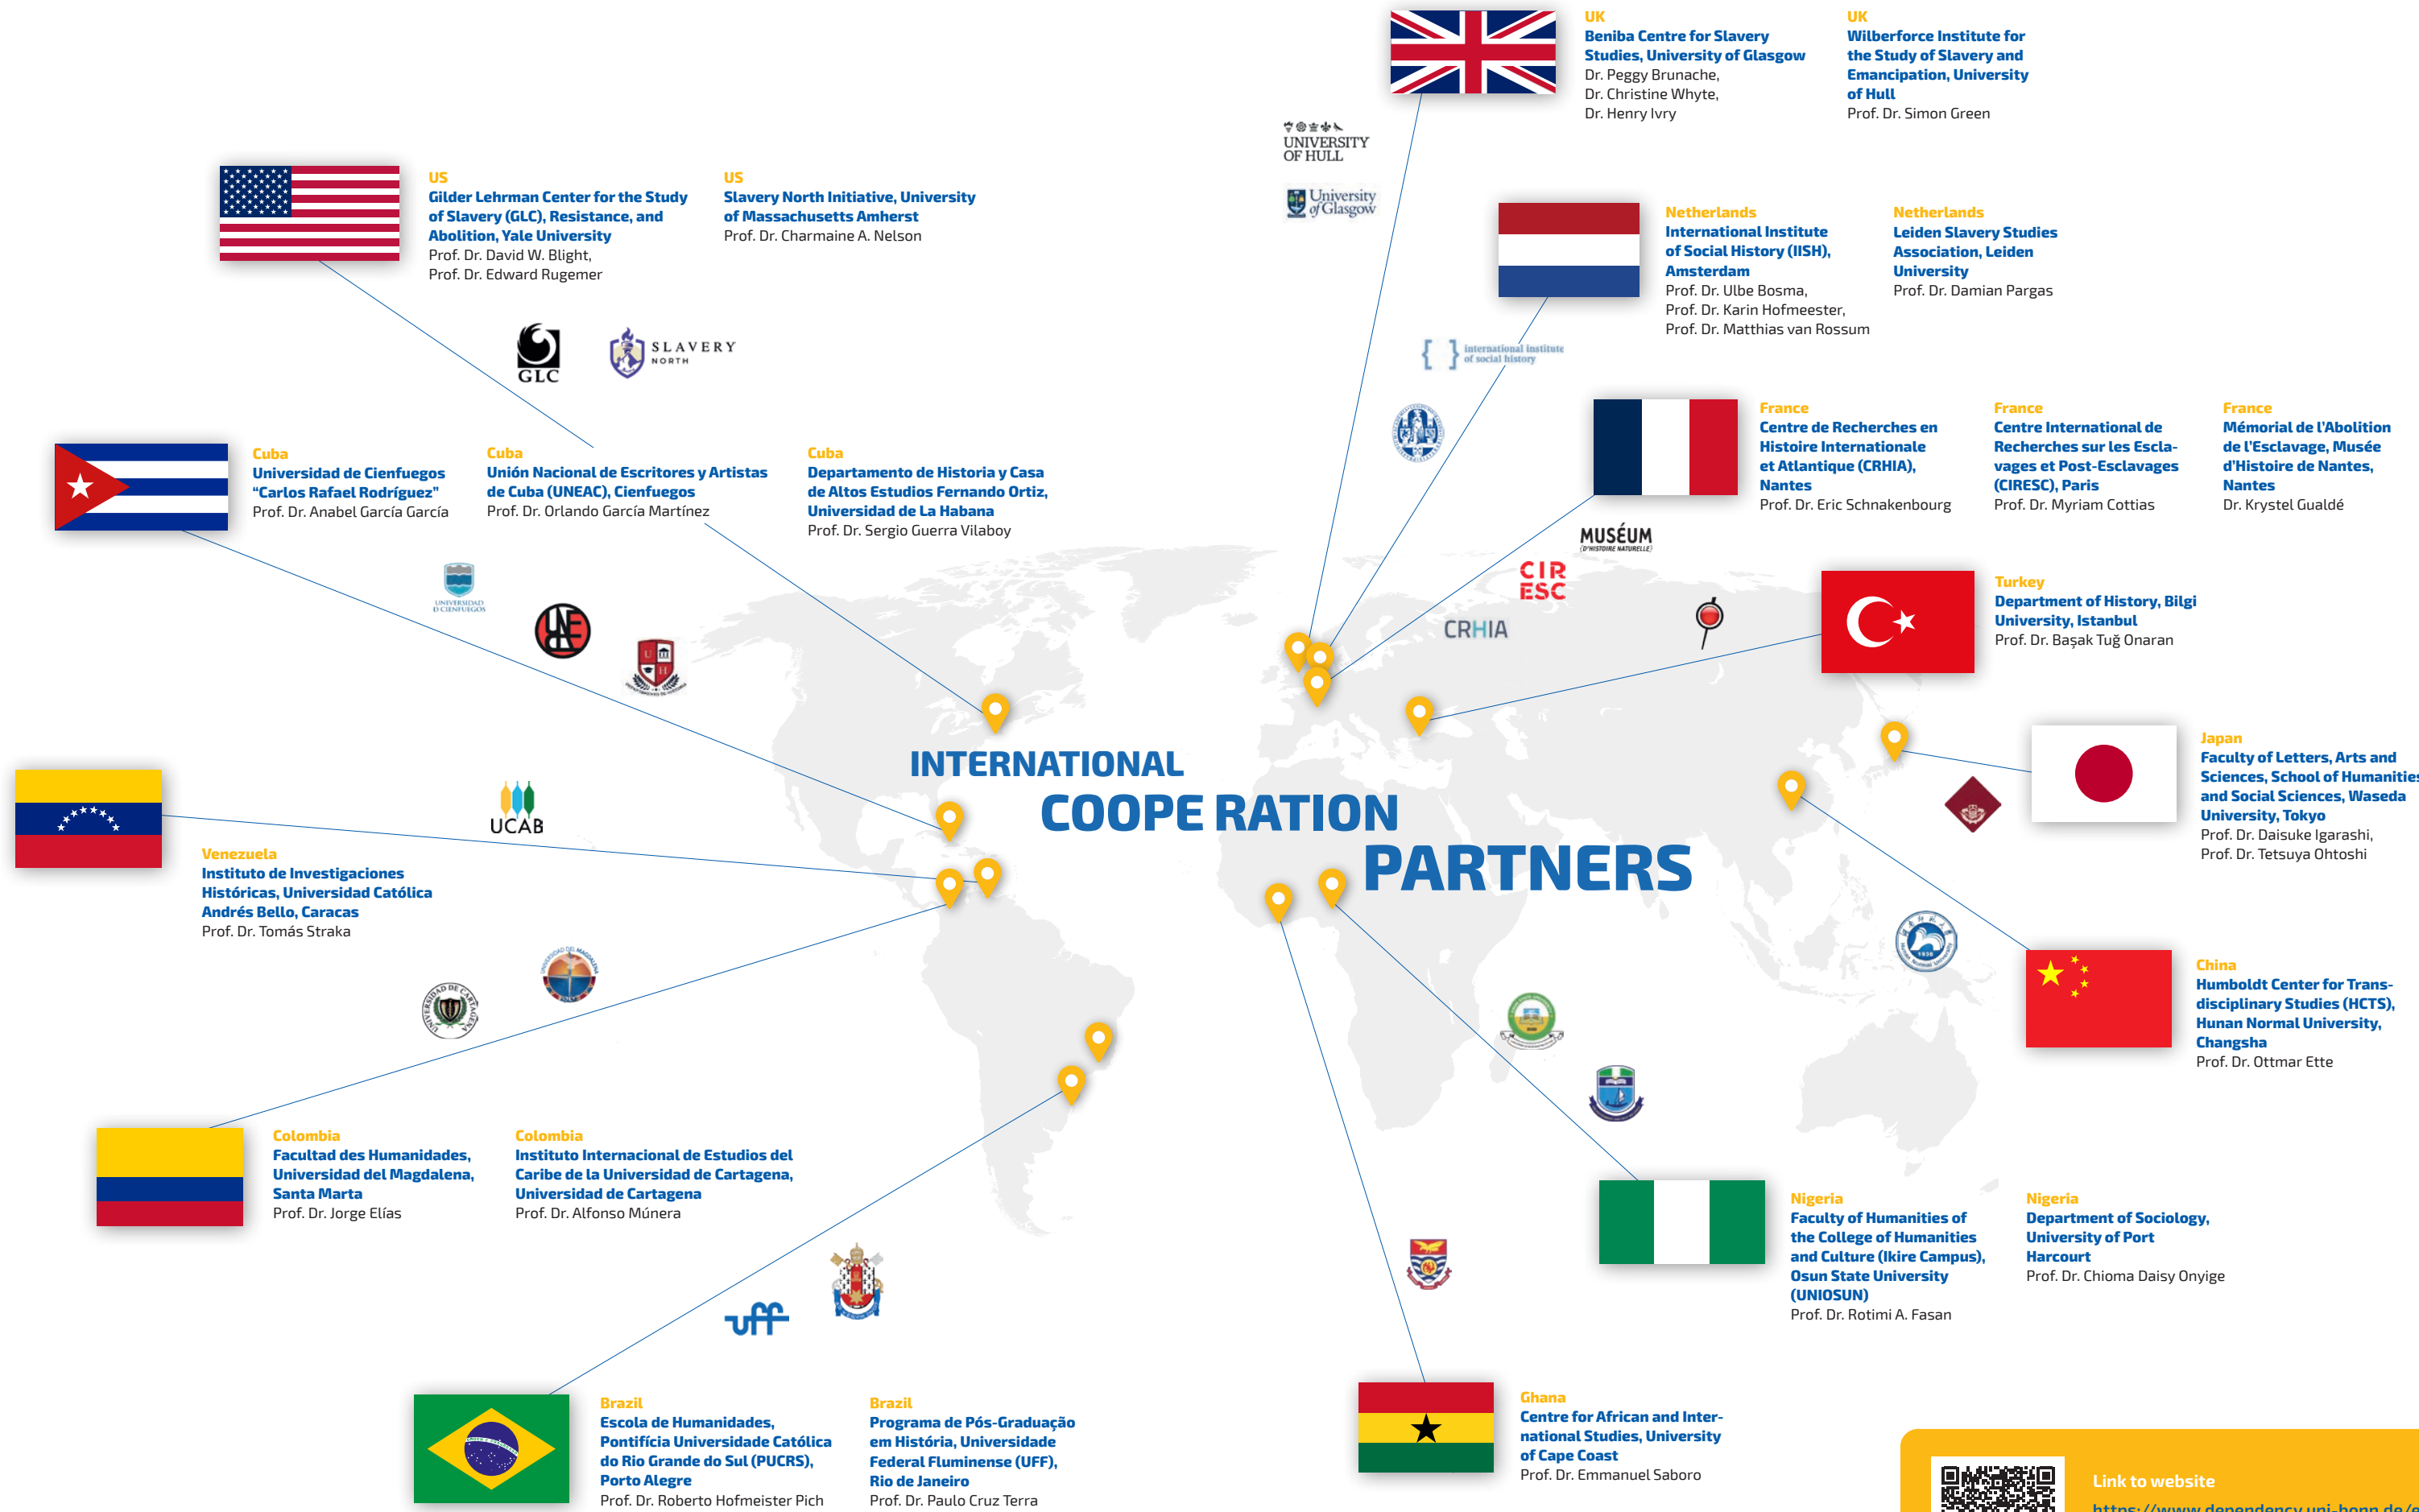 UK
Beniba Centre for Slavery
Studies, University of Glasgow
Dr. Peggy Brunache,
Dr. Christine Whyte,
Dr. Henry Ivry
UK
Wilberforce Institute for
the Study of Slavery and
Emancipation, University
of Hull
Prof. Dr. Simon Green
UNIVERSITY
OF HULL
University
of Glasgow
US
Gilder Lehrman Center for the Study
of Slavery (GLC), Resistance, and
Abolition, Yale University
Prof. Dr. David W. Blight,
Prof. Dr. Edward Rugemer
US
Slavery North Initiative, University
of Massachusetts Amherst
Prof. Dr. Charmaine A. Nelson
GLC
SLAVERY
NORTH
Netherlands
International Institute
of Social History (IISH),
Amsterdam
Prof. Dr. Ulbe Bosma,
Prof. Dr. Karin Hofmeester,
Prof. Dr. Matthias van Rossum
Netherlands
Leiden Slavery Studies
Association, Leiden
University
Prof. Dr. Damian Pargas
international institute
of social history
France
Centre de Recherches en
Histoire Internationale
et Atlantique (CRHIA),
Nantes
Prof. Dr. Eric Schnakenbourg
France
Centre International de
Recherches sur les Escla-
vages et Post-Esclavages
(CIRESC), Paris
Prof. Dr. Myriam Cottias
France
Mémorial de l'Abolition
de l'Esclavage, Musée
d'Histoire de Nantes,
Nantes
Dr. Krystel Gualdé
MUSÉUM
(D'HISTOIRE NATURELLE)
CIR
ESC
CRHIA
Cuba
Universidad de Cienfuegos
“Carlos Rafael Rodríguez”
Prof. Dr. Anabel García García
Cuba
Unión Nacional de Escritores y Artistas
de Cuba (UNEAC), Cienfuegos
Prof. Dr. Orlando García Martínez
Cuba
Departamento de Historia y Casa
de Altos Estudios Fernando Ortiz,
Universidad de La Habana
Prof. Dr. Sergio Guerra Vilaboy
UNIVERSIDAD
D CIENFUEGOS
U H
Turkey
Department of History, Bilgi
University, Istanbul
Prof. Dr. Başak Tuğ Onaran
INTERNATIONAL
COOPE RATION
PARTNERS
Japan
Faculty of Letters, Arts and
Sciences, School of Humanities
and Social Sciences, Waseda
University, Tokyo
Prof. Dr. Daisuke Igarashi,
Prof. Dr. Tetsuya Ohtoshi
UCAB
Venezuela
Instituto de Investigaciones
Históricas, Universidad Católica
Andrés Bello, Caracas
Prof. Dr. Tomás Straka
UNIVERSIDAD DEL MAGDALENA
UNIVERSIDAD DE CARTAGENA
China
Humboldt Center for Trans-
disciplinary Studies (HCTS),
Hunan Normal University,
Changsha
Prof. Dr. Ottmar Ette
1938
Colombia
Facultad des Humanidades,
Universidad del Magdalena,
Santa Marta
Prof. Dr. Jorge Elías
Colombia
Instituto Internacional de Estudios del
Caribe de la Universidad de Cartagena,
Universidad de Cartagena
Prof. Dr. Alfonso Múnera
Nigeria
Faculty of Humanities of
the College of Humanities
and Culture (Ikire Campus),
Osun State University
(UNIOSUN)
Prof. Dr. Rotimi A. Fasan
Nigeria
Department of Sociology,
University of Port
Harcourt
Prof. Dr. Chioma Daisy Onyige
uff
Brazil
Escola de Humanidades,
Pontifícia Universidade Católica
do Rio Grande do Sul (PUCRS),
Porto Alegre
Prof. Dr. Roberto Hofmeister Pich
Brazil
Programa de Pós-Graduação
em História, Universidade
Federal Fluminense (UFF),
Rio de Janeiro
Prof. Dr. Paulo Cruz Terra
Ghana
Centre for African and Inter-
national Studies, University
of Cape Coast
Prof. Dr. Emmanuel Saboro
Link to website
https://www.dependency.uni-bonn.de/e